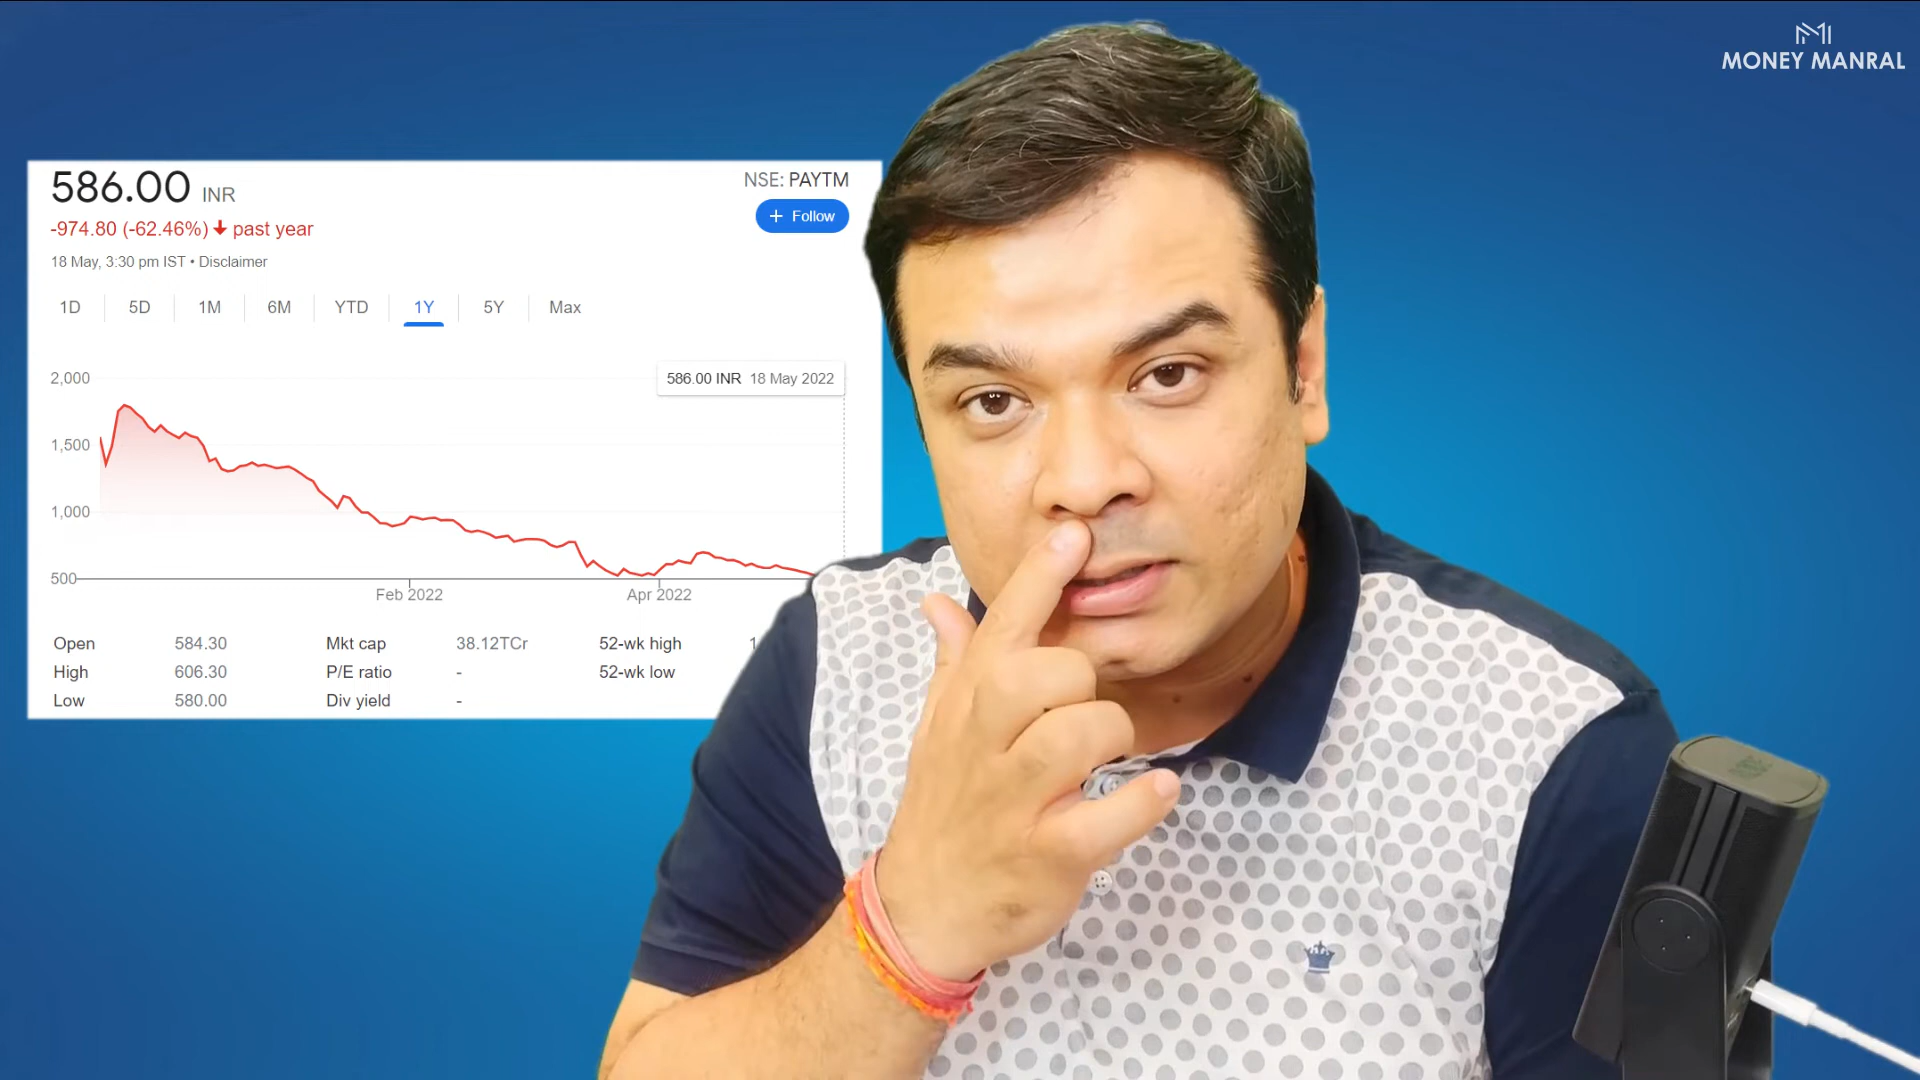 MONEY MANRAL
586.00 INR
NSE: PAYTM
-974.80 (-62.46%) past year
+ Follow
18 May, 3:30 pm IST • Disclaimer
1D 5D 1M 6M YTD 1Y 5Y Max
2,000
586.00 INR 18 May 2022
1,500
1,000
500
Feb 2022 Apr 2022
Open 584.30 Mkt cap 38.12TCr 52-wk high
High 606.30 P/E ratio - 52-wk low
Low 580.00 Div yield -